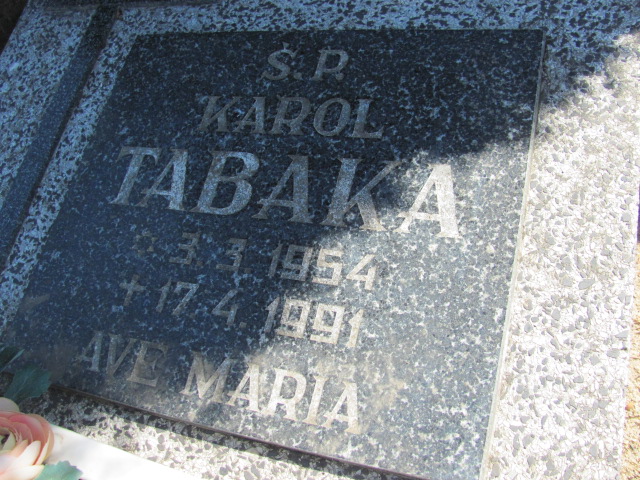 Ś.P.
KAROL
TABAKA
☼ 3.3.1954
† 17.4.1991
AVE MARIA